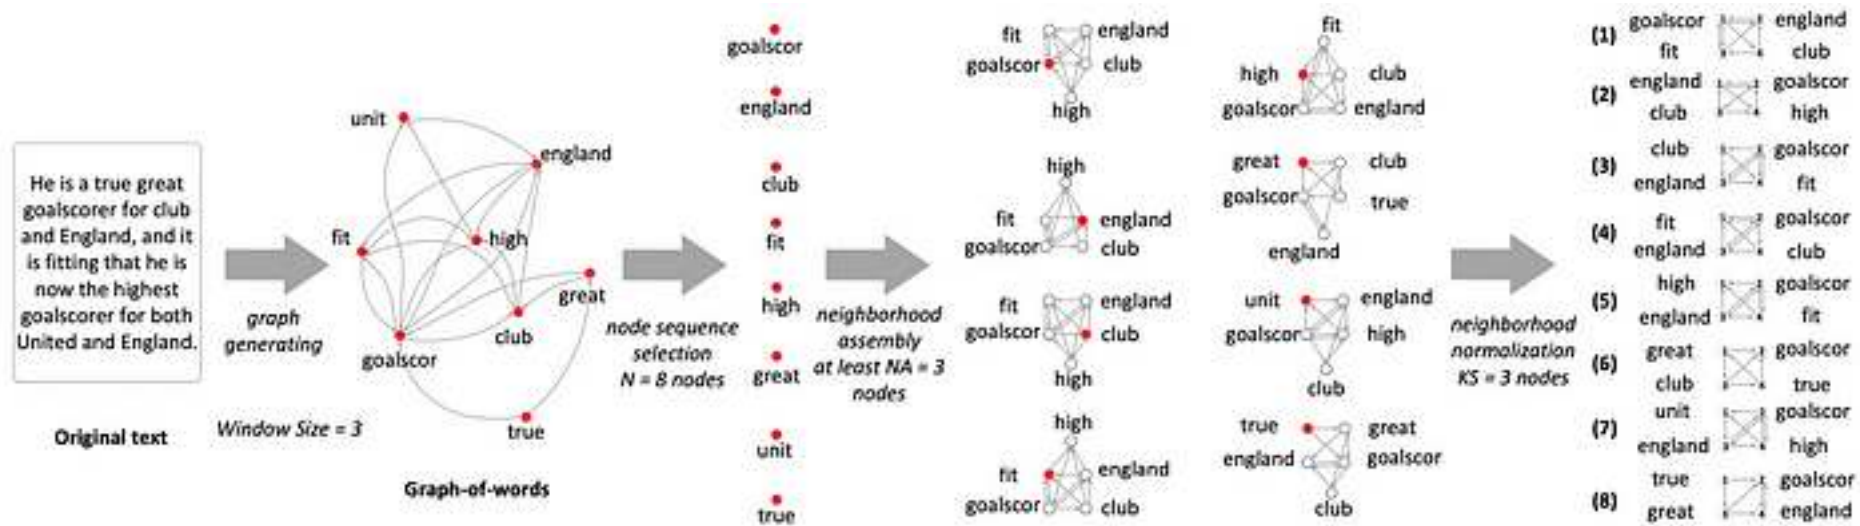 He is a true great
goalscorer for club
and England, and it
is fitting that he is
now the highest
goalscorer for both
United and England.
Original text
graph
generating
Window Size = 3
unit
england
fit
high
great
club
goalscor
true
Graph-of-words
node sequence
selection
N = 8 nodes
goalscor
england
club
fit
high
great
unit
true
neighborhood
assembly
at least NA = 3
nodes
fit england
goalscor club
high
high
fit england
goalscor club
fit england
goalscor club
high
high
fit england
goalscor club
fit
high club
goalscor england
great club
goalscor true
england
unit england
goalscor high
club
true great
england goalscor
club
neighborhood
normalization
KS = 3 nodes
(1) goalscor england
fit club
(2) england goalscor
club high
(3) club goalscor
england fit
(4) fit goalscor
england club
(5) high goalscor
england fit
(6) great goalscor
club true
(7) unit goalscor
england high
(8) true goalscor
great england